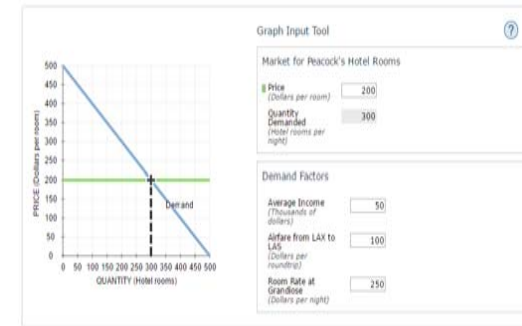 Graph Input Tool
?
Market for Peacock's Hotel Rooms
Price
(Dollars per room)
200
Quantity
Demanded
(Hotel rooms per
night)
300
Demand Factors
Average Income
(Thousands of
dollars)
50
Airfare from LAX to
LAS
(Dollars per
roundtrip)
100
Room Rate at
Grandiose
(Dollars per night)
250
PRICE (Dollars per room)
500
450
400
350
300
250
200
150
100
50
0
Demand
0 50 100 150 200 250 300 350 400 450 500
QUANTITY (Hotel rooms)